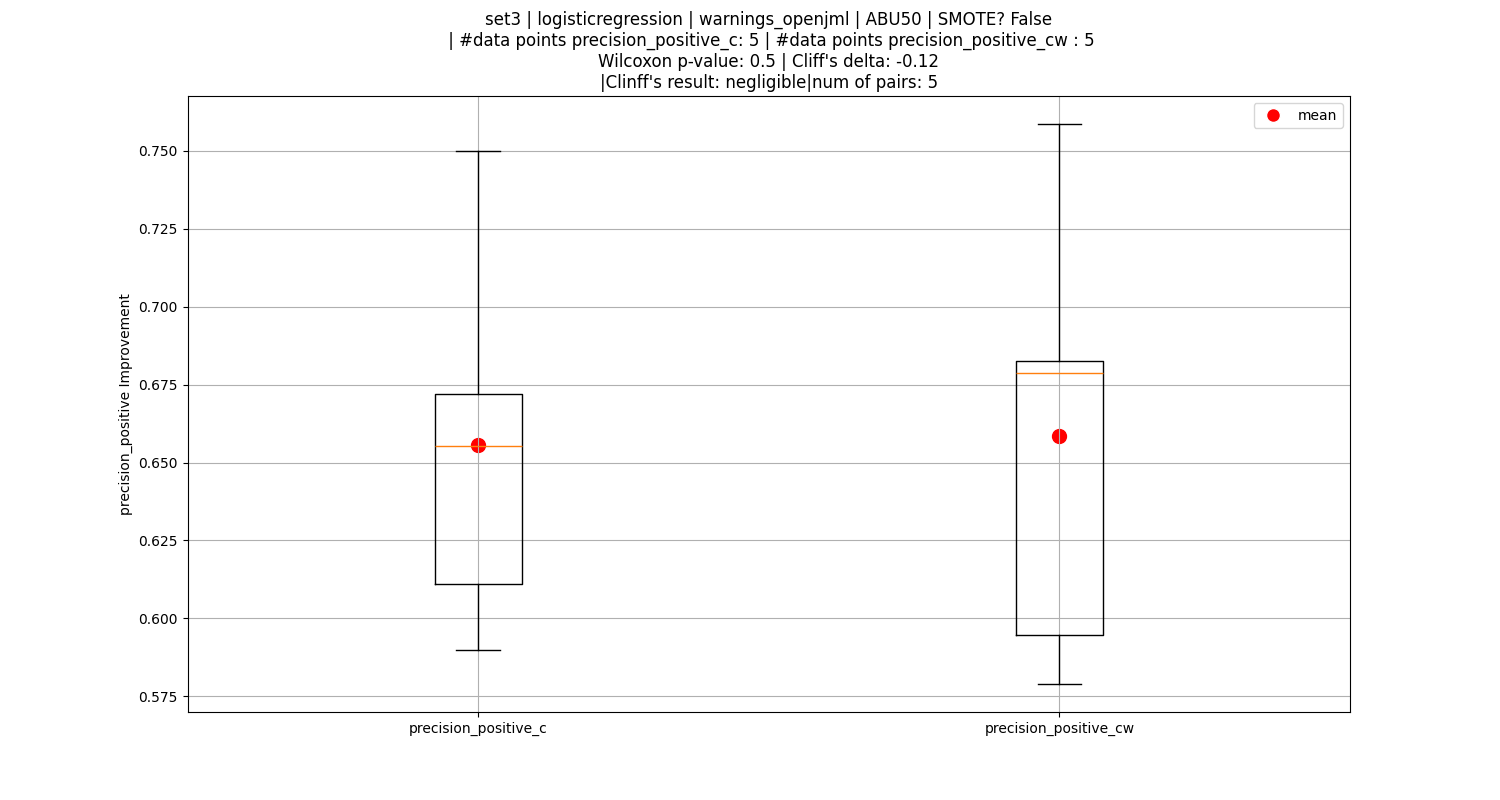 set3 | logisticregression | warnings_openjml | ABU50 | SMOTE? False
| #data points precision_positive_c: 5 | #data points precision_positive_cw : 5
Wilcoxon p-value: 0.5 | Cliff's delta: -0.12
|Clinff's result: negligible|num of pairs: 5
mean
0.750
0.725
0.700
0.675
0.650
0.625
0.600
0.575
precision_positive Improvement
precision_positive_c
precision_positive_cw